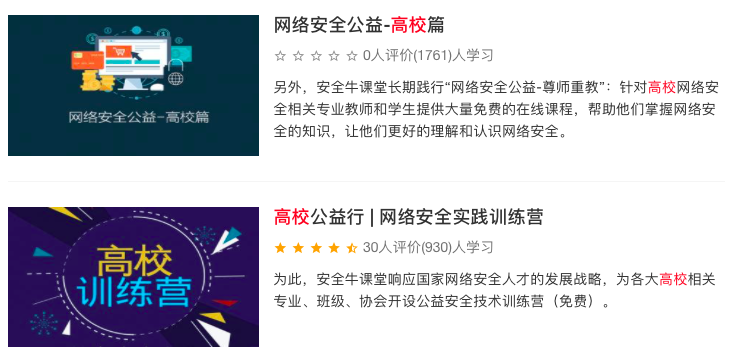 网络安全公益-高校篇
网络安全公益-高校篇
0人评价(1761)人学习
另外，安全牛课堂长期践行“网络安全公益-尊师重教”：针对高校网络安
全相关专业教师和学生提供大量免费的在线课程，帮助他们掌握网络安
全的知识，让他们更好的理解和认识网络安全。
高校
训练营
高校公益行 | 网络安全实践训练营
30人评价(930)人学习
为此，安全牛课堂响应国家网络安全人才的发展战略，为各大高校相关
专业、班级、协会开设公益安全技术训练营（免费）。